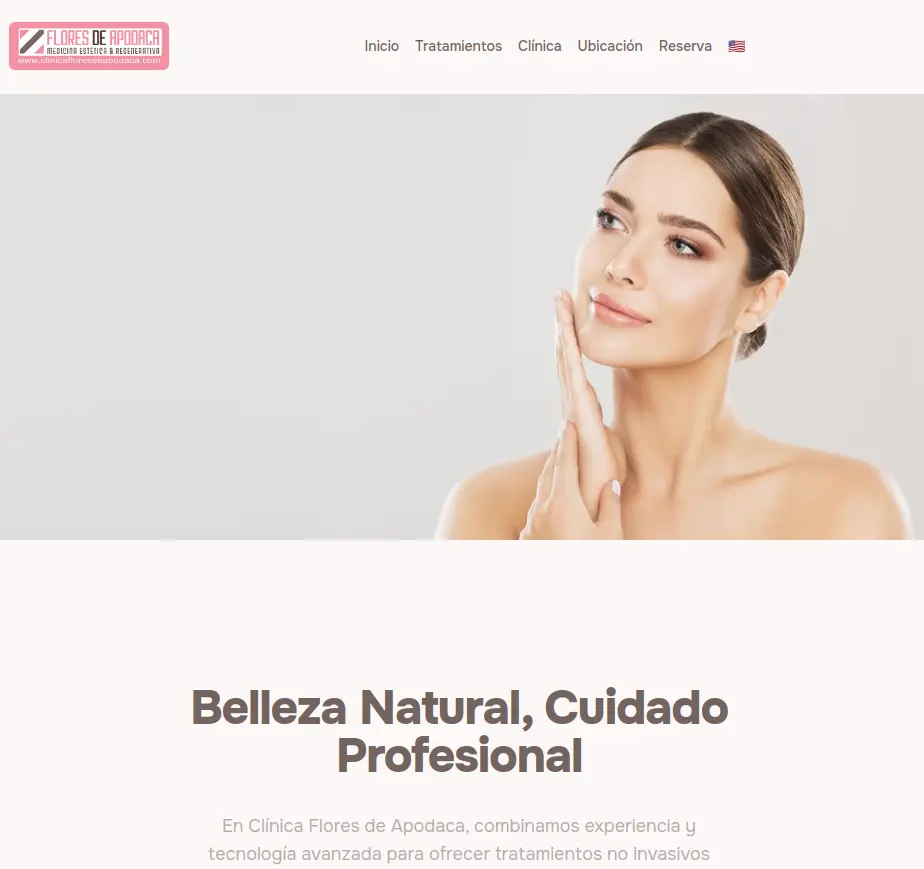 FLORES DE APODACA
MEDICINA ESTÉTICA & REGENERATIVA
www.clinicafloresdeapodaca.com
Inicio Tratamientos Clínica Ubicación Reserva
Belleza Natural, Cuidado
Profesional
En Clínica Flores de Apodaca, combinamos experiencia y
tecnología avanzada para ofrecer tratamientos no invasivos